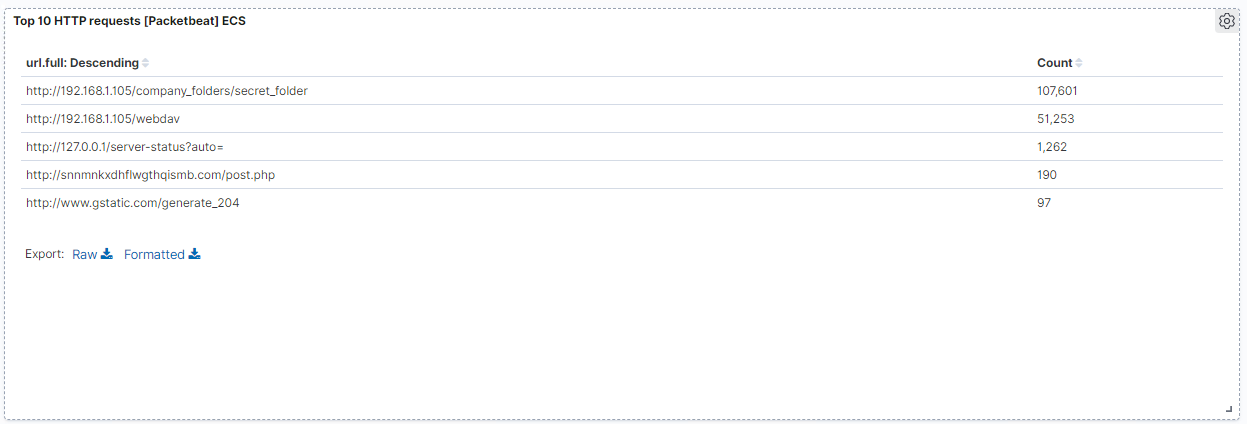 Top 10 HTTP requests [Packetbeat] ECS
url.full: Descending Count
http://192.168.1.105/company_folders/secret_folder 107,601
http://192.168.1.105/webdav 51,253
http://127.0.0.1/server-status?auto= 1,262
http://snnmnkxdhflwgthqismb.com/post.php 190
http://www.gstatic.com/generate_204 97
Export: Raw Formatted